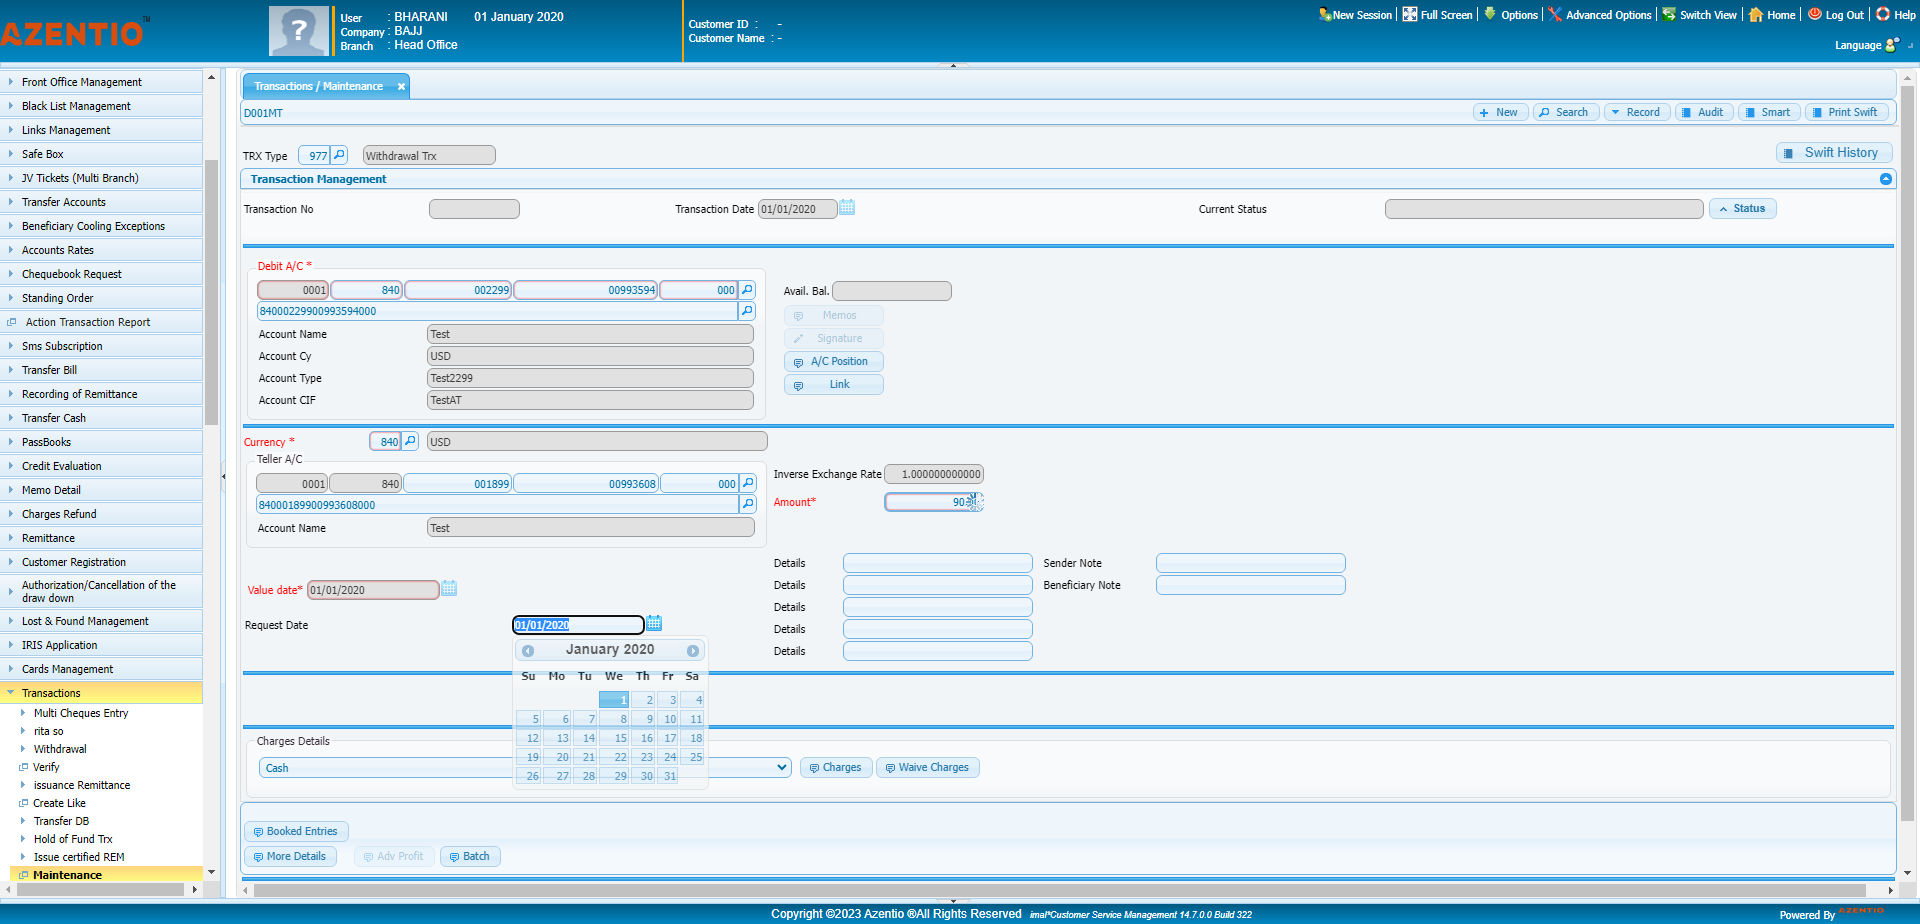 AZENTIO™
User : BHARANI 01 January 2020
Company : BAJJ
Branch : Head Office
Customer ID : -
Customer Name : -
New Session | Full Screen | Options | Advanced Options | Switch View | Home | Log Out | Help
Language
Front Office Management
Black List Management
Links Management
Safe Box
JV Tickets (Multi Branch)
Transfer Accounts
Beneficiary Cooling Exceptions
Accounts Rates
Chequebook Request
Standing Order
Action Transaction Report
Sms Subscription
Transfer Bill
Recording of Remittance
Transfer Cash
PassBooks
Credit Evaluation
Memo Detail
Charges Refund
Remittance
Customer Registration
Authorization/Cancellation of the
draw down
Lost & Found Management
IRIS Application
Cards Management
Transactions
Multi Cheques Entry
rita so
Withdrawal
Verify
issuance Remittance
Create Like
Transfer DB
Hold of Fund Trx
Issue certified REM
Maintenance
Transactions / Maintenance
D001MT
New Search Record Audit Smart Print Swift
TRX Type 977 Withdrawal Trx
Swift History
Transaction Management
Transaction No Transaction Date 01/01/2020 Current Status Status
Debit A/C *
0001 840 002299 00993594 000
84000229900993594000
Account Name Test
Account Cy USD
Account Type Test2299
Account CIF TestAT
Avail. Bal.
Memos
Signature
A/C Position
Link
Currency * 840 USD
Teller A/C
0001 840 001899 00993608 000
84000189900993608000
Account Name Test
Inverse Exchange Rate 1.000000000000
Amount* 90
Value date* 01/01/2020
Request Date 01/01/2020
January 2020
Su Mo Tu We Th Fr Sa
1 2 3 4
5 6 7 8 9 10 11
12 13 14 15 16 17 18
19 20 21 22 23 24 25
26 27 28 29 30 31
Details Sender Note
Details Beneficiary Note
Details
Details
Details
Charges Details
Cash Charges Waive Charges
Booked Entries
More Details Adv Profit Batch
Copyright ©2023 Azentio ®All Rights Reserved imal*Customer Service Management 14.7.0.0 Build 322
Powered By AZENTIO